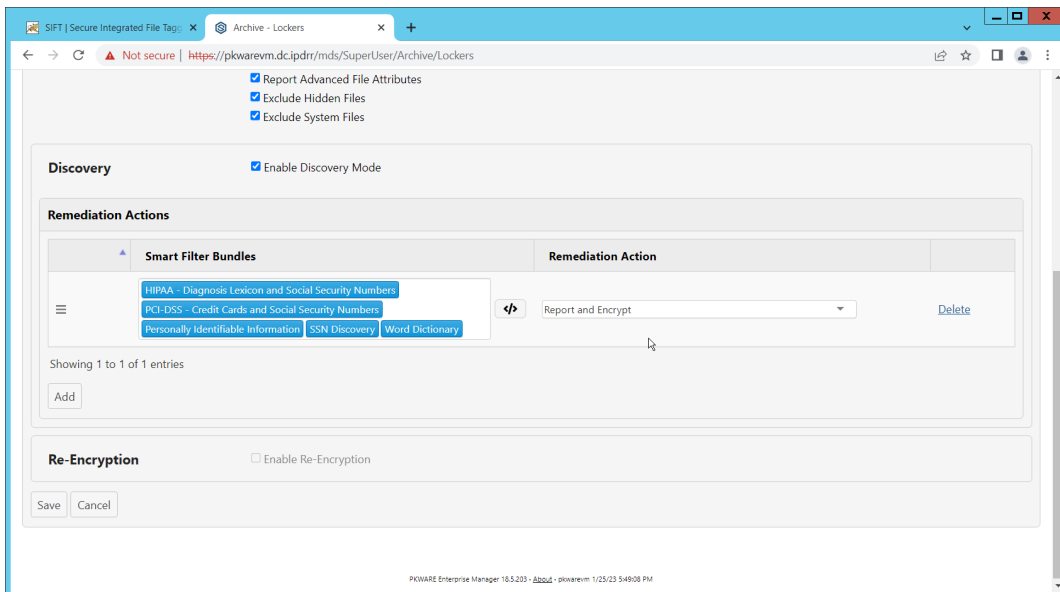 SIFT | Secure Integrated File Tagg
Archive - Lockers
Not secure | https://pkwarevm.dc.ipdrr/mds/SuperUser/Archive/Lockers
Report Advanced File Attributes
Exclude Hidden Files
Exclude System Files
Discovery
Enable Discovery Mode
Remediation Actions
Smart Filter Bundles
Remediation Action
HIPAA - Diagnosis Lexicon and Social Security Numbers
PCI-DSS - Credit Cards and Social Security Numbers
Personally Identifiable Information SSN Discovery Word Dictionary
</>
Report and Encrypt
Delete
Showing 1 to 1 of 1 entries
Add
Re-Encryption
Enable Re-Encryption
Save Cancel
PKWARE Enterprise Manager 18.5.203 - About - pkwarevm 1/25/23 5:49:08 PM